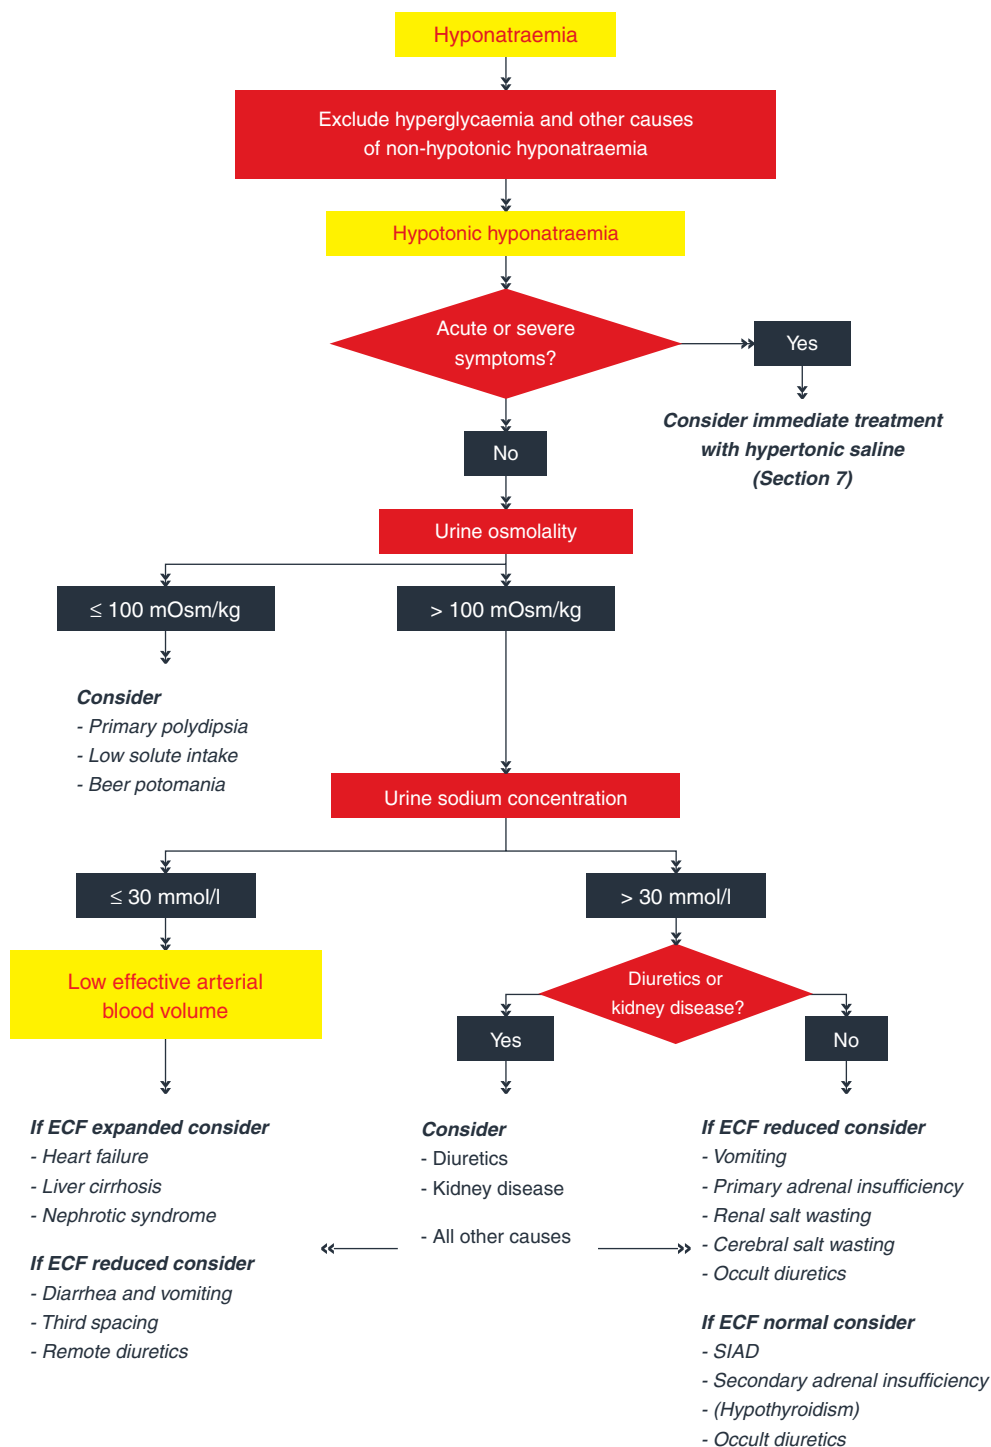 Hyponatraemia
Exclude hyperglycaemia and other causes
of non-hypotonic hyponatraemia
Hypotonic hyponatraemia
Acute or severe
symptoms?
Yes
Consider immediate treatment
with hypertonic saline
(Section 7)
No
Urine osmolality
≤ 100 mOsm/kg
> 100 mOsm/kg
Consider
- Primary polydipsia
- Low solute intake
- Beer potomania
Urine sodium concentration
≤ 30 mmol/l
> 30 mmol/l
Low effective arterial
blood volume
Diuretics or
kidney disease?
Yes
No
If ECF expanded consider
- Heart failure
- Liver cirrhosis
- Nephrotic syndrome
If ECF reduced consider
- Diarrhea and vomiting
- Third spacing
- Remote diuretics
Consider
- Diuretics
- Kidney disease
- All other causes
If ECF reduced consider
- Vomiting
- Primary adrenal insufficiency
- Renal salt wasting
- Cerebral salt wasting
- Occult diuretics
If ECF normal consider
- SIAD
- Secondary adrenal insufficiency
- (Hypothyroidism)
- Occult diuretics